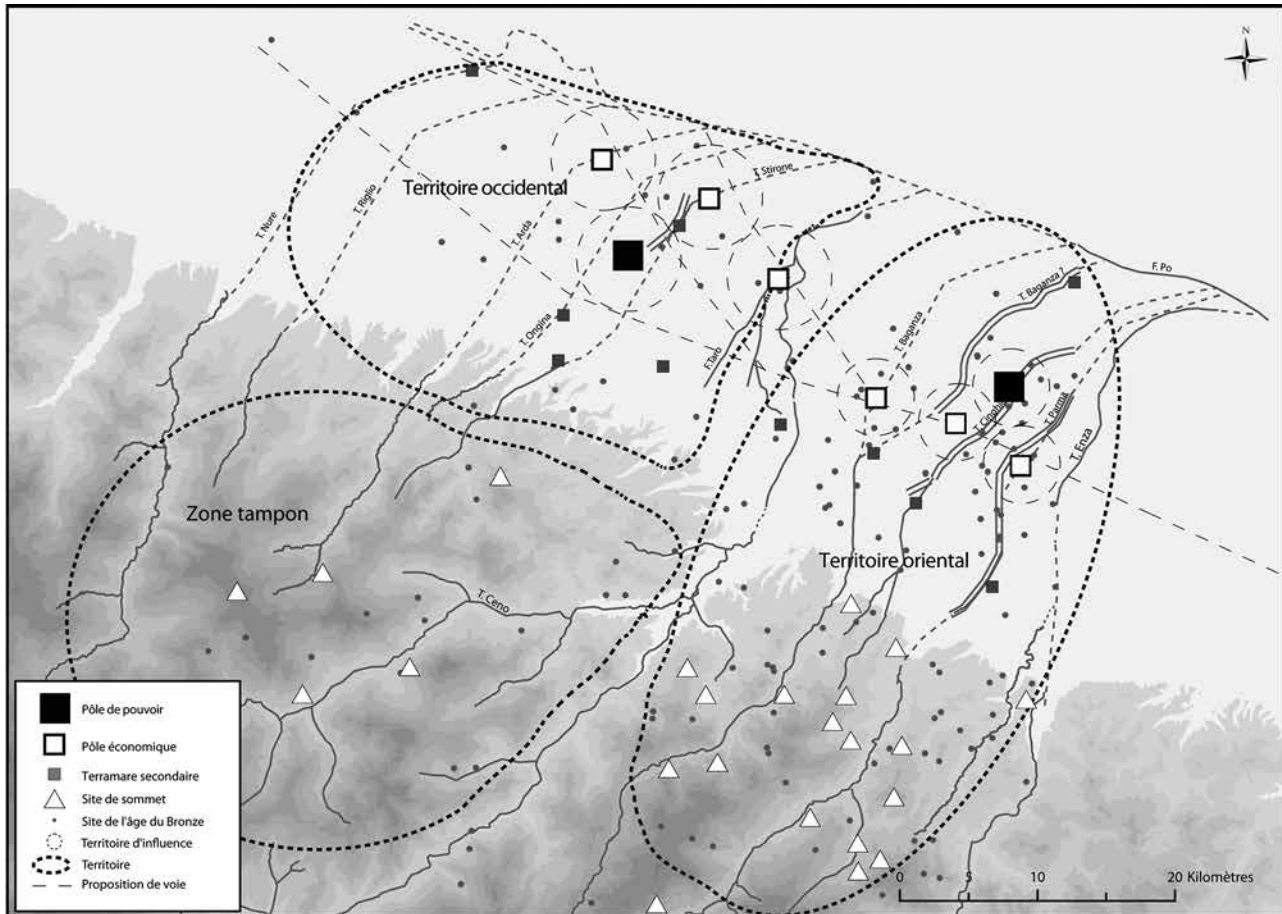 N
Territoire occidental
T. Nure
T. Riglio
T. Arda
T. Stirone
T. Ongina
F.Taro
T. Baganza ?
F. Po
T. Baganza
T. Parma
T. Enza
Zone tampon
Territoire oriental
T. Ceno
Pôle de pouvoir
Pôle économique
Terramare secondaire
Site de sommet
Site de l'âge du Bronze
Territoire d'influence
Territoire
Proposition de voie
0 5 10 20 Kilomètres